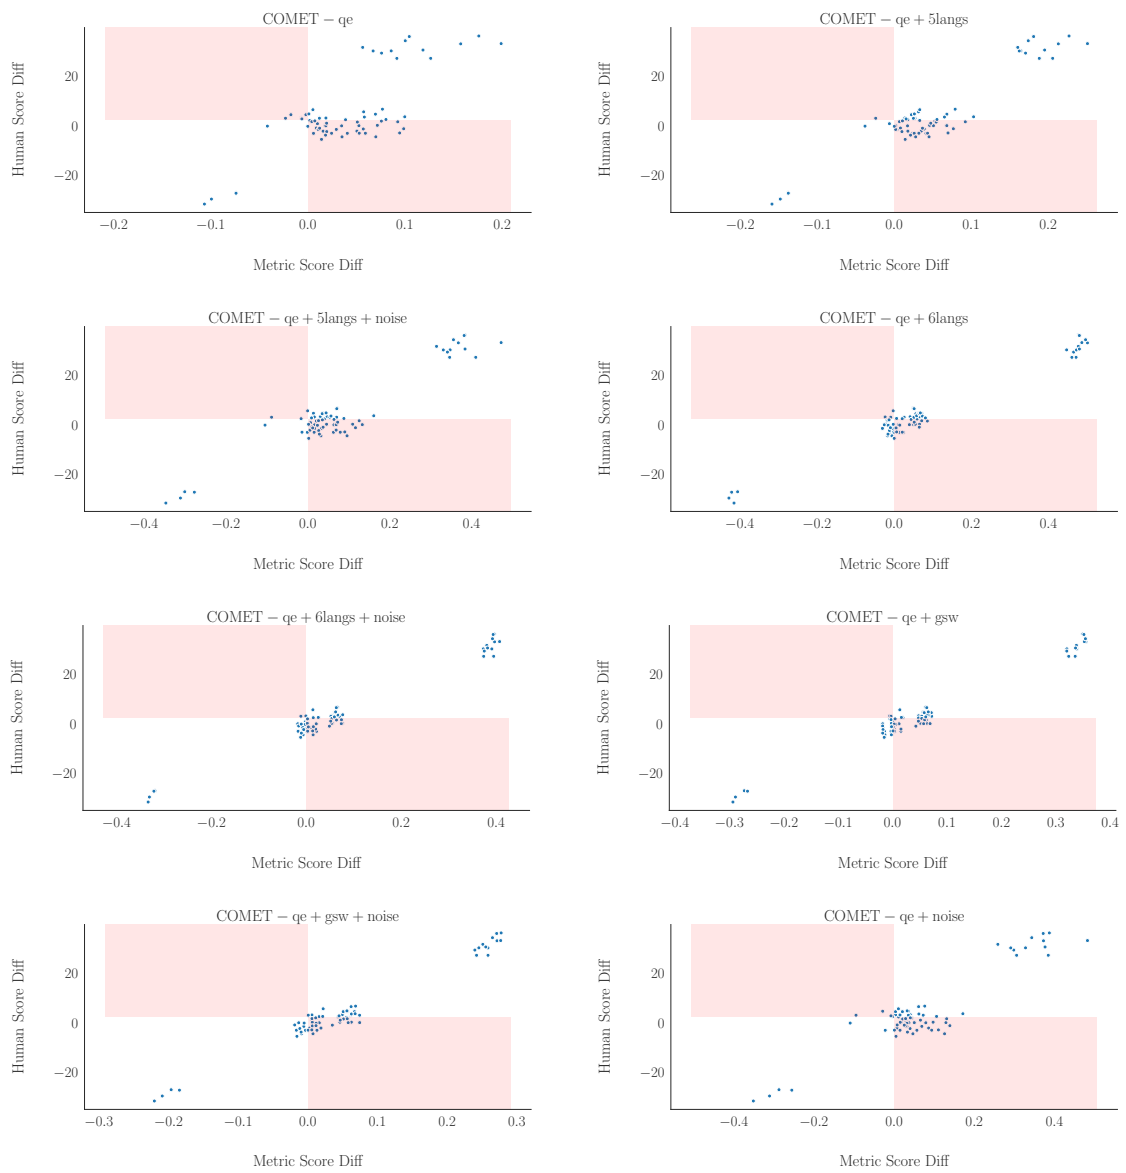 COMET − qe
20
0
−20
Human Score Diff
−0.2 −0.1 0.0 0.1 0.2
Metric Score Diff
COMET − qe + 5langs
20
0
−20
Human Score Diff
−0.2 −0.1 0.0 0.1 0.2
Metric Score Diff
COMET − qe + 5langs + noise
20
0
−20
Human Score Diff
−0.4 −0.2 0.0 0.2 0.4
Metric Score Diff
COMET − qe + 6langs
20
0
−20
Human Score Diff
−0.4 −0.2 0.0 0.2 0.4
Metric Score Diff
COMET − qe + 6langs + noise
20
0
−20
Human Score Diff
−0.4 −0.2 0.0 0.2 0.4
Metric Score Diff
COMET − qe + gsw
20
0
−20
Human Score Diff
−0.4 −0.3 −0.2 −0.1 0.0 0.1 0.2 0.3 0.4
Metric Score Diff
COMET − qe + gsw + noise
20
0
−20
Human Score Diff
−0.3 −0.2 −0.1 0.0 0.1 0.2 0.3
Metric Score Diff
COMET − qe + noise
20
0
−20
Human Score Diff
−0.4 −0.2 0.0 0.2 0.4
Metric Score Diff